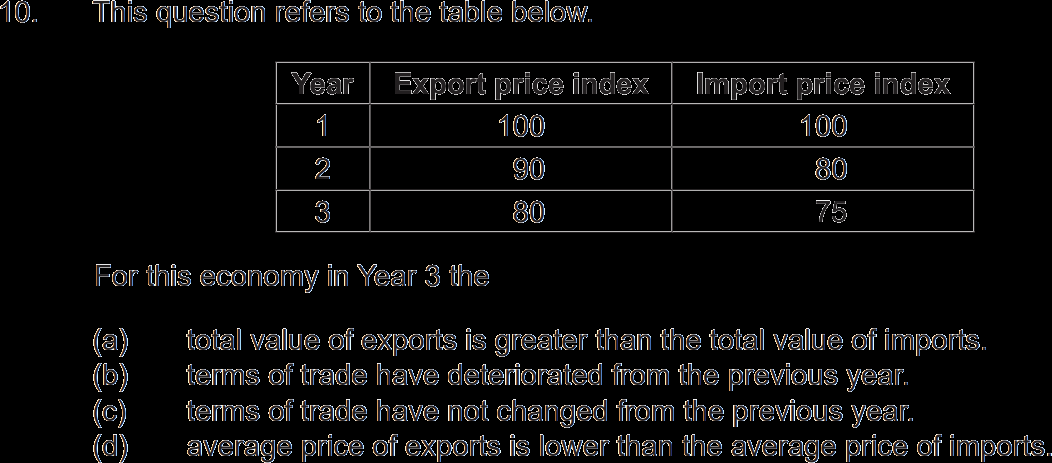 10. This question refers to the table below.
Year Export price index Import price index
1 100 100
2 90 80
3 80 75
For this economy in Year 3 the
(a) total value of exports is greater than the total value of imports.
(b) terms of trade have deteriorated from the previous year.
(c) terms of trade have not changed from the previous year.
(d) average price of exports is lower than the average price of imports.